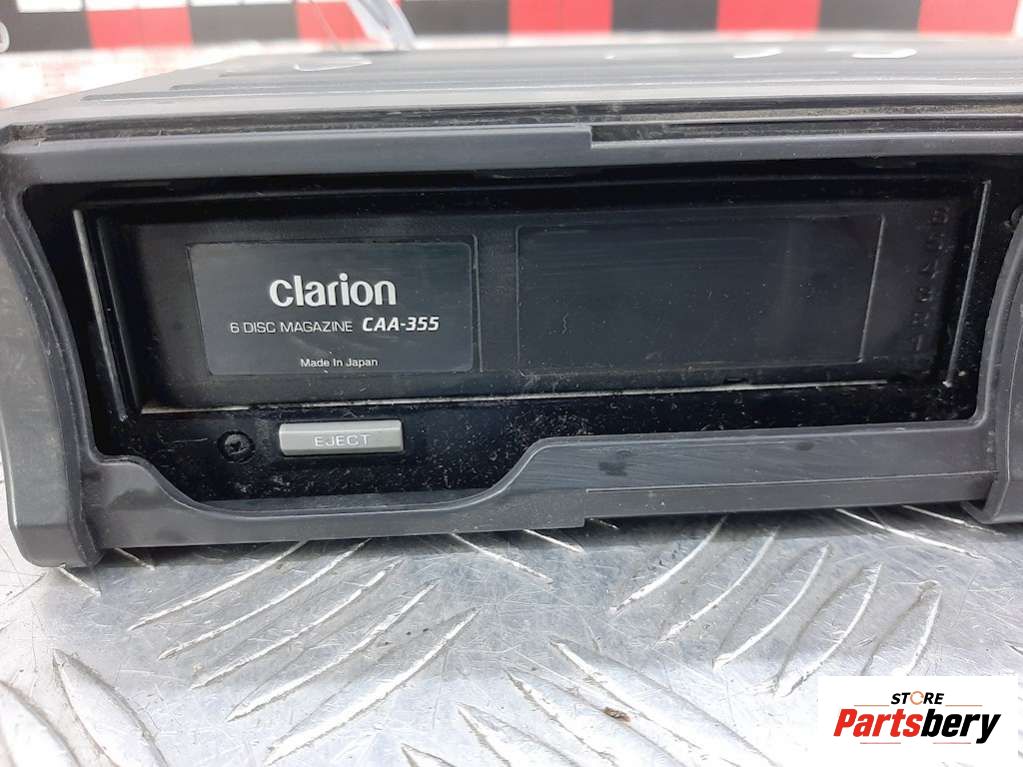 clarion
6 DISC MAGAZINE CAA-355
Made In Japan
EJECT
STORE
Partsbery